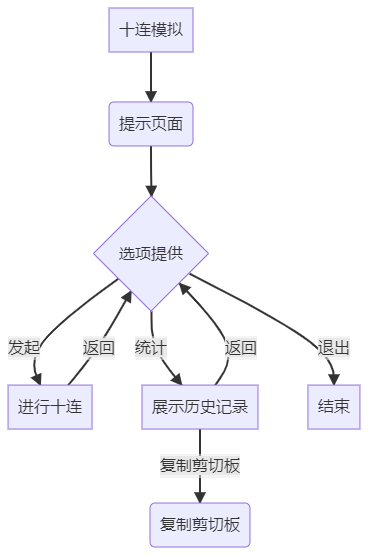 十连模拟
提示页面
选项提供
发起
返回
统计
返回
退出
进行十连
展示历史记录
结束
复制剪切板
复制剪切板